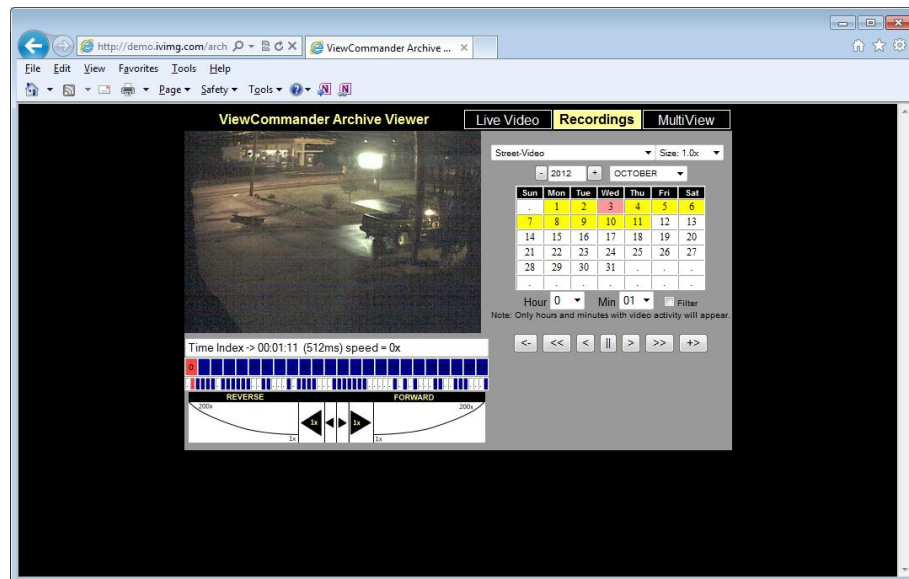 http://demo.ivimg.com/arch
ViewCommander Archive ...
File Edit View Favorites Tools Help
Page Safety Tools
ViewCommander Archive Viewer
Live Video Recordings MultiView
Street-Video Size: 1.0x
- 2012 + OCTOBER
Sun Mon Tue Wed Thu Fri Sat
. 1 2 3 4 5 6
7 8 9 10 11 12 13
14 15 16 17 18 19 20
21 22 23 24 25 26 27
28 29 30 31 . . .
. . . . . . .
Hour 0 Min 01 Filter
Note: Only hours and minutes with video activity will appear.
<- << < || > >> +>
Time Index -> 00:01:11 (512ms) speed = 0x
0
REVERSE FORWARD
200x 200x
1x 1x
1x 1x